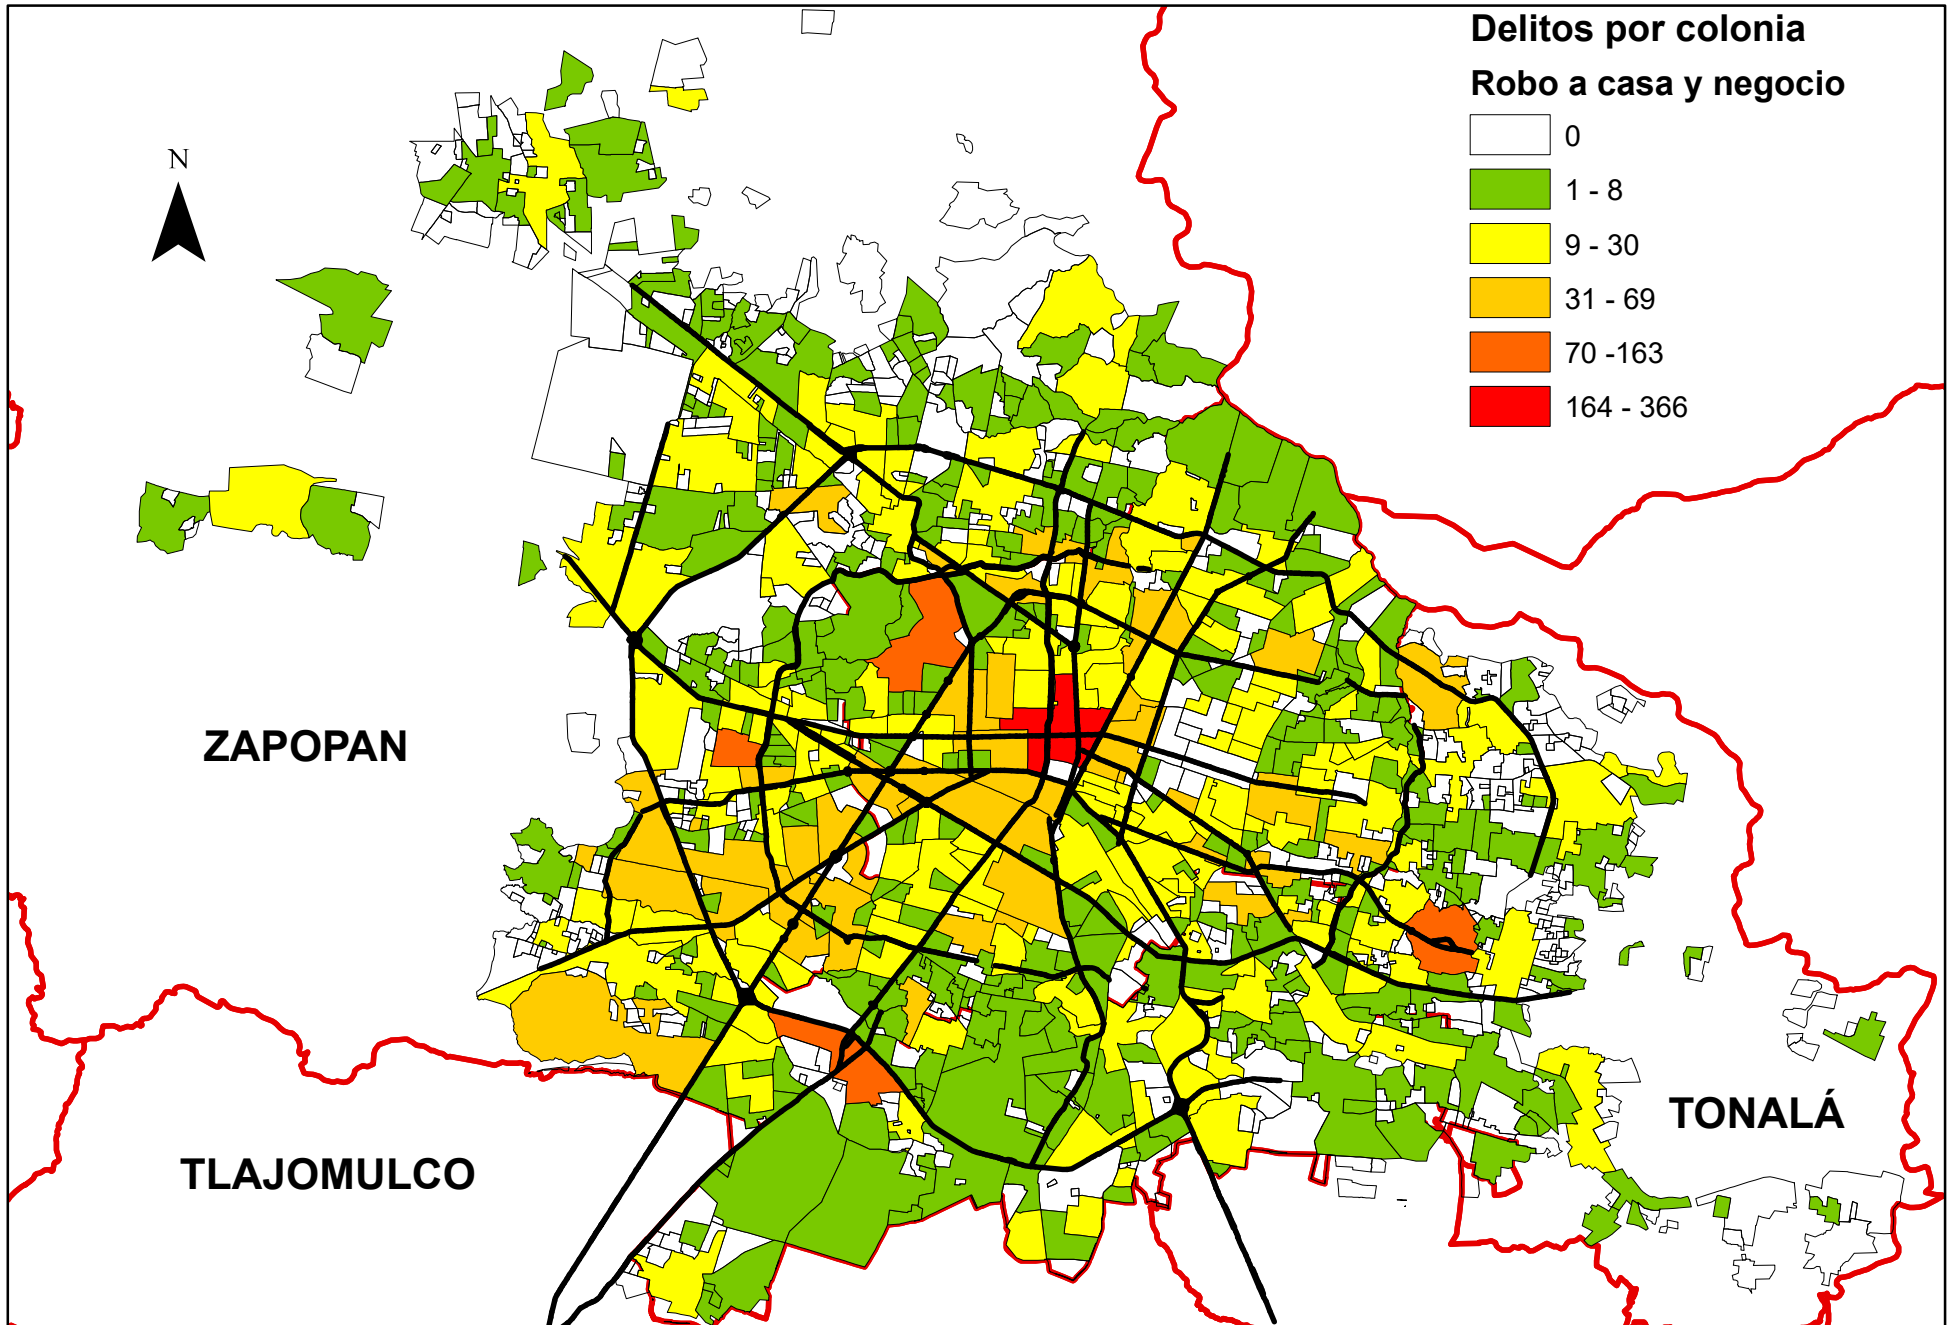 Delitos por colonia
Robo a casa y negocio
0
1 - 8
9 - 30
31 - 69
70 -163
164 - 366
N
ZAPOPAN
TLAJOMULCO
TONALÁ